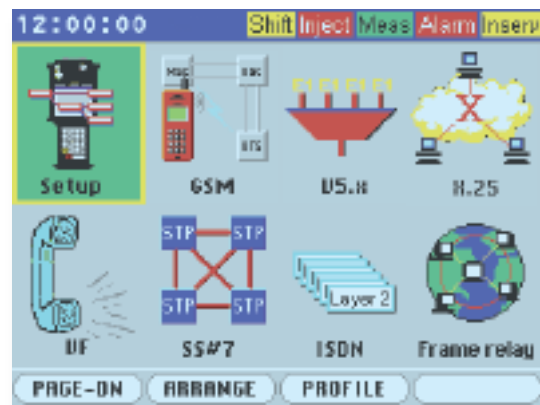 12:00:00 Shift Inject Meas Alarm Inserv
MSC BSC
BTS
E1 E1 E1 E1
X
Setup GSM V5.x X.25
STP STP
STP STP
Layer 2
VF SS#7 ISDN Frame relay
PAGE-DN ARRANGE PROFILE